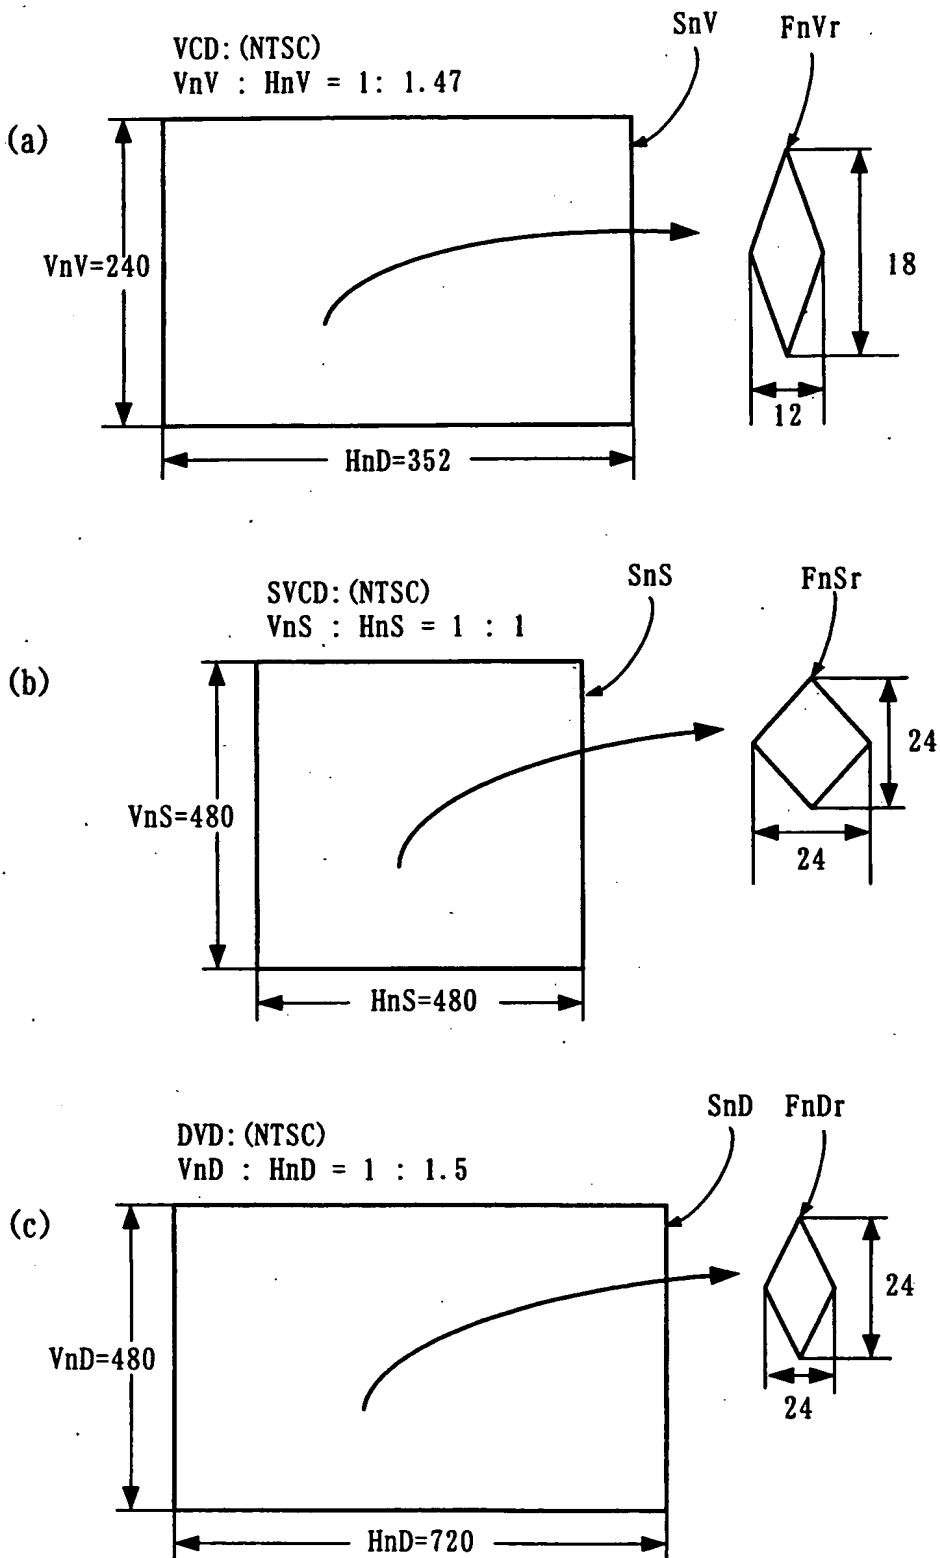 (a)
VCD:(NTSC)
VnV : HnV = 1: 1.47
SnV
FnVr
VnV=240
18
12
HnD=352
(b)
SVCD:(NTSC)
VnS : HnS = 1 : 1
SnS
FnSr
VnS=480
24
24
HnS=480
(c)
DVD:(NTSC)
VnD : HnD = 1 : 1.5
SnD
FnDr
VnD=480
24
24
HnD=720